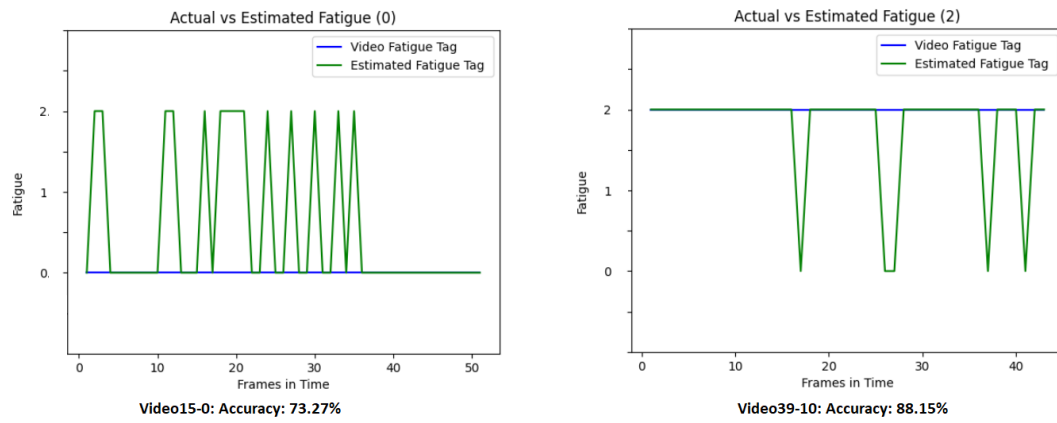 Actual vs Estimated Fatigue (0)
Video Fatigue Tag
Estimated Fatigue Tag
2.
1
0.
Fatigue
0 10 20 30 40 50
Frames in Time
Video15-0: Accuracy: 73.27%
Actual vs Estimated Fatigue (2)
Video Fatigue Tag
Estimated Fatigue Tag
2
1
0
Fatigue
0 10 20 30 40
Frames in Time
Video39-10: Accuracy: 88.15%